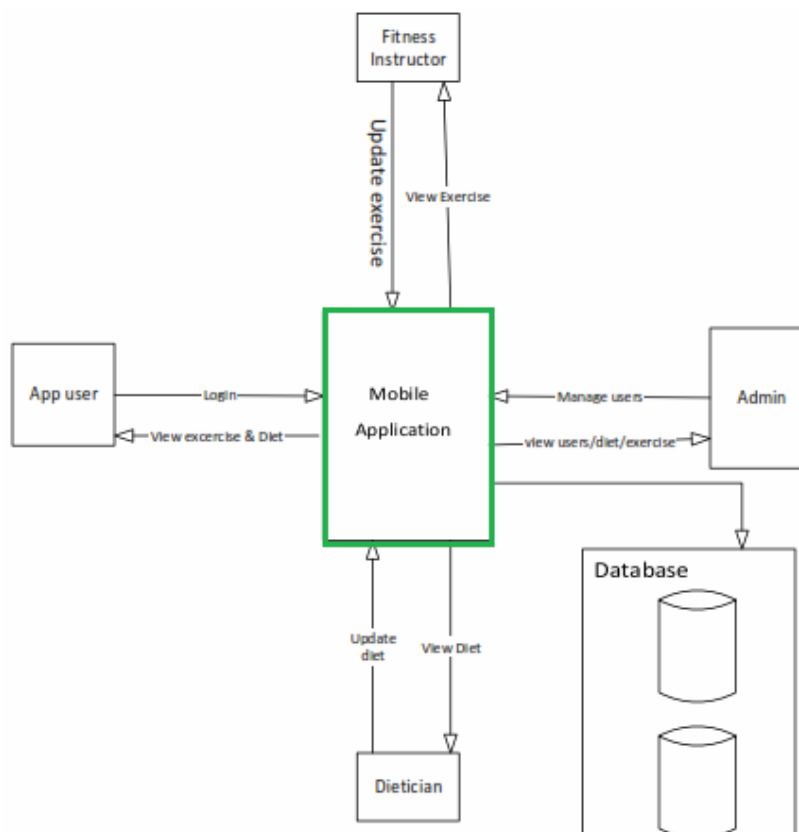 Fitness
Instructor
Update exercise
View Exercise
App user
Login
View excercise & Diet
Mobile
Application
Manage users
view users/diet/exercise
Admin
Database
Update
diet
View Diet
Dietician